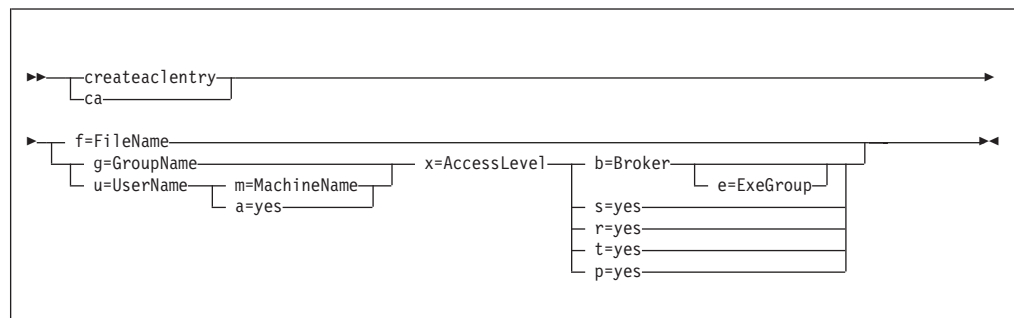 createaclentry
ca
f=FileName
g=GroupName x=AccessLevel b=Broker
u=UserName m=MachineName e=ExeGroup
a=yes s=yes
r=yes
t=yes
p=yes